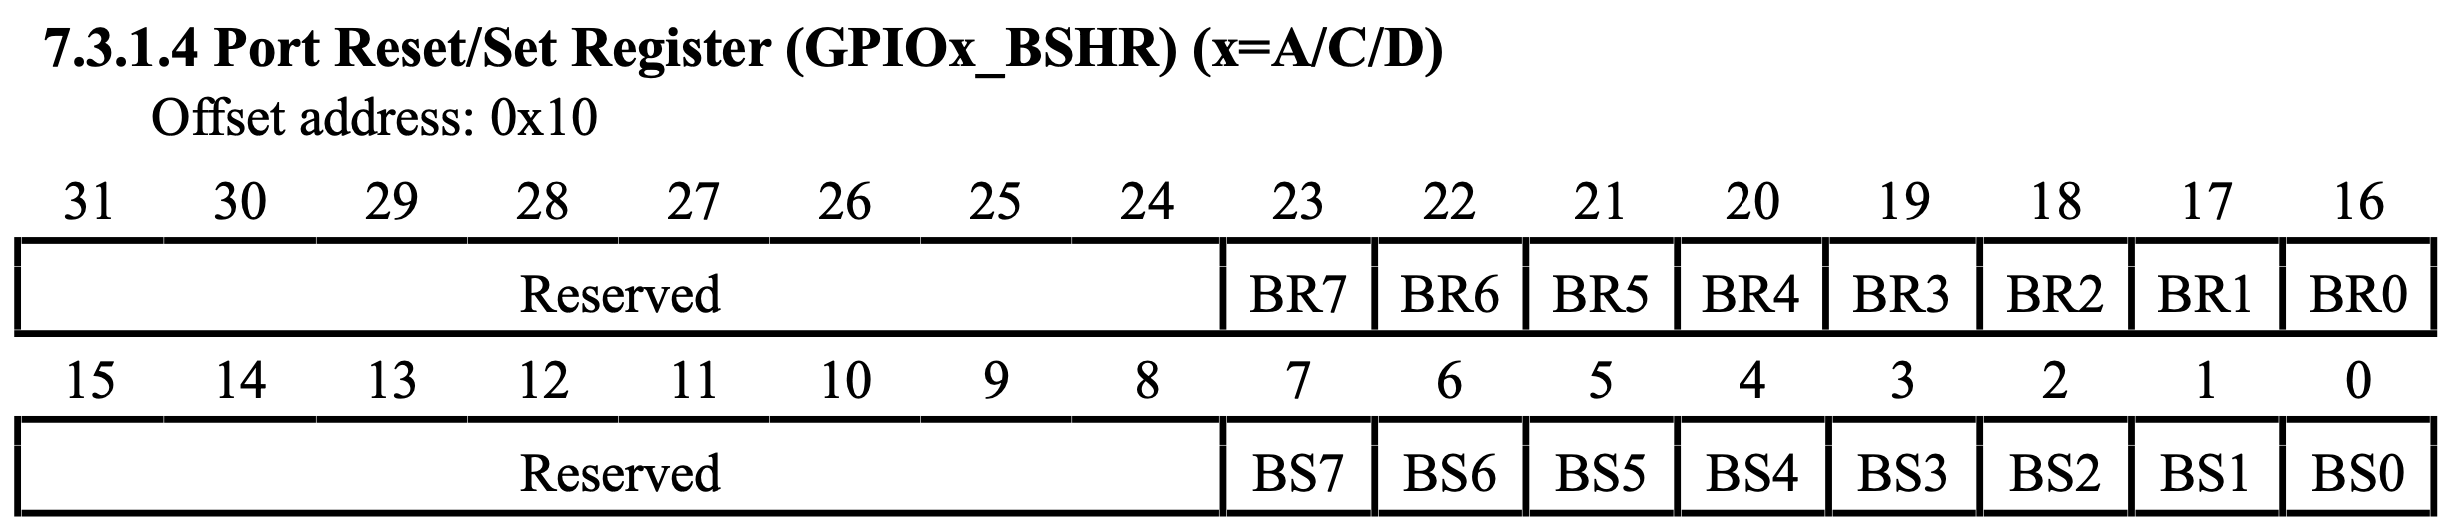 7.3.1.4 Port Reset/Set Register (GPIOx_BSHR) (x=A/C/D)
Offset address: 0x10
31 30 29 28 27 26 25 24 23 22 21 20 19 18 17 16
Reserved BR7 BR6 BR5 BR4 BR3 BR2 BR1 BR0
15 14 13 12 11 10 9 8 7 6 5 4 3 2 1 0
Reserved BS7 BS6 BS5 BS4 BS3 BS2 BS1 BS0